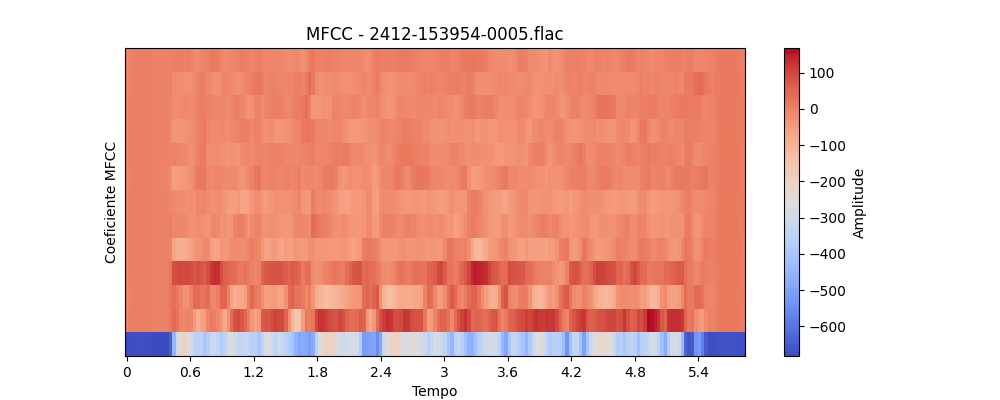 MFCC - 2412-153954-0005.flac
Coeficiente MFCC
0 0.6 1.2 1.8 2.4 3 3.6 4.2 4.8 5.4
Tempo
100
0
−100
−200
−300
−400
−500
−600
Amplitude